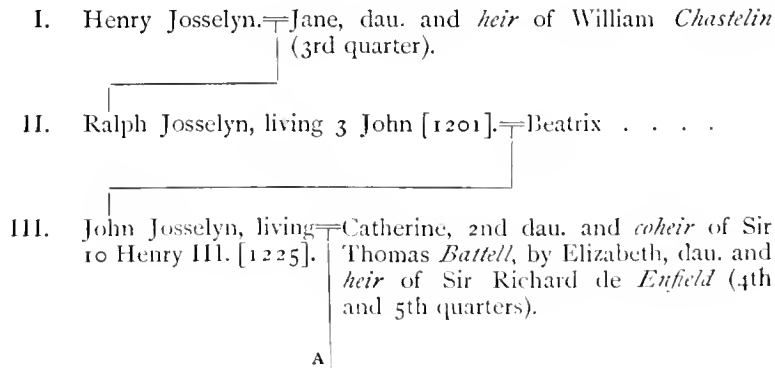 I. Henry Josselyn.=Jane, dau. and heir of William Chastelin
(3rd quarter).
II. Ralph Josselyn, living 3 John [1201].=Beatrix . . . .
III. John Josselyn, living=Catherine, 2nd dau. and coheir of Sir
10 Henry III. [1225]. Thomas Battell, by Elizabeth, dau. and
heir of Sir Richard de Enfield (4th
and 5th quarters).
A